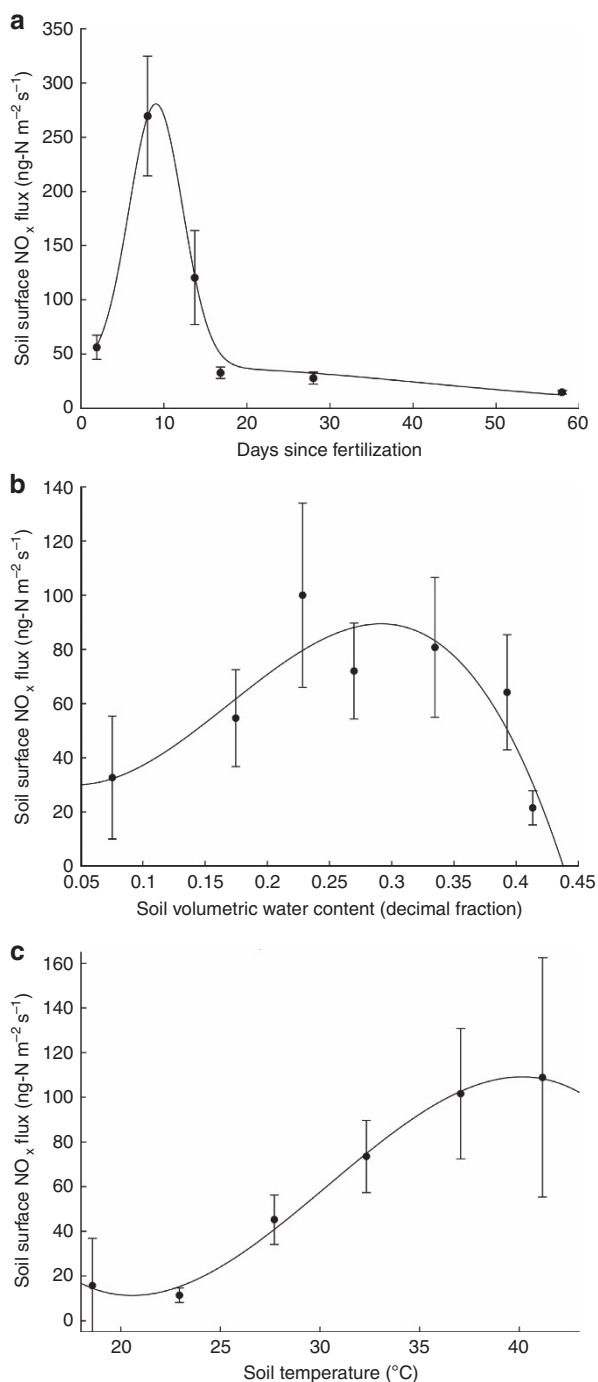 a
350
300
250
200
150
100
50
0
Soil surface NOₓ flux (ng-N m⁻² s⁻¹)
0 10 20 30 40 50 60
Days since fertilization
b
140
120
100
80
60
40
20
0
Soil surface NOₓ flux (ng-N m⁻² s⁻¹)
0.05 0.1 0.15 0.2 0.25 0.3 0.35 0.4 0.45
Soil volumetric water content (decimal fraction)
c
160
140
120
100
80
60
40
20
0
Soil surface NOₓ flux (ng-N m⁻² s⁻¹)
20 25 30 35 40
Soil temperature (°C)